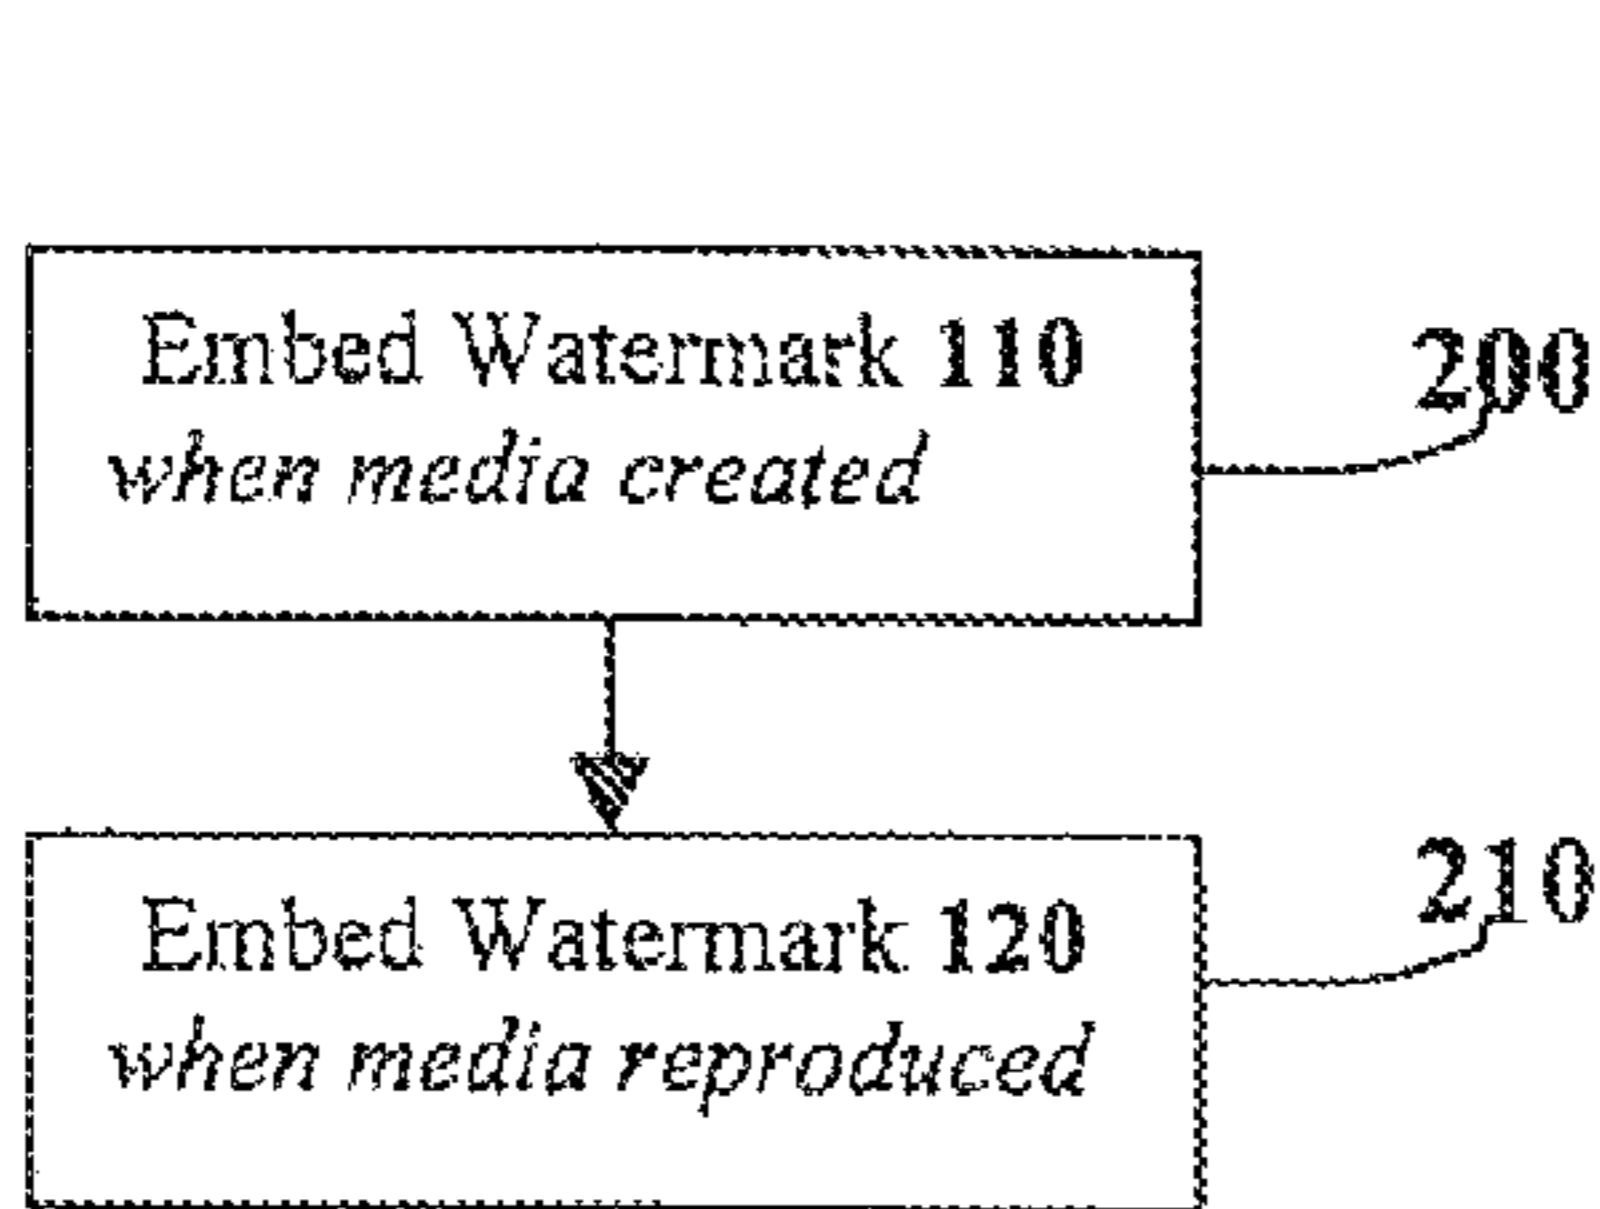 Embed Watermark 110
when media created
200
Embed Watermark 120
when media reproduced
210